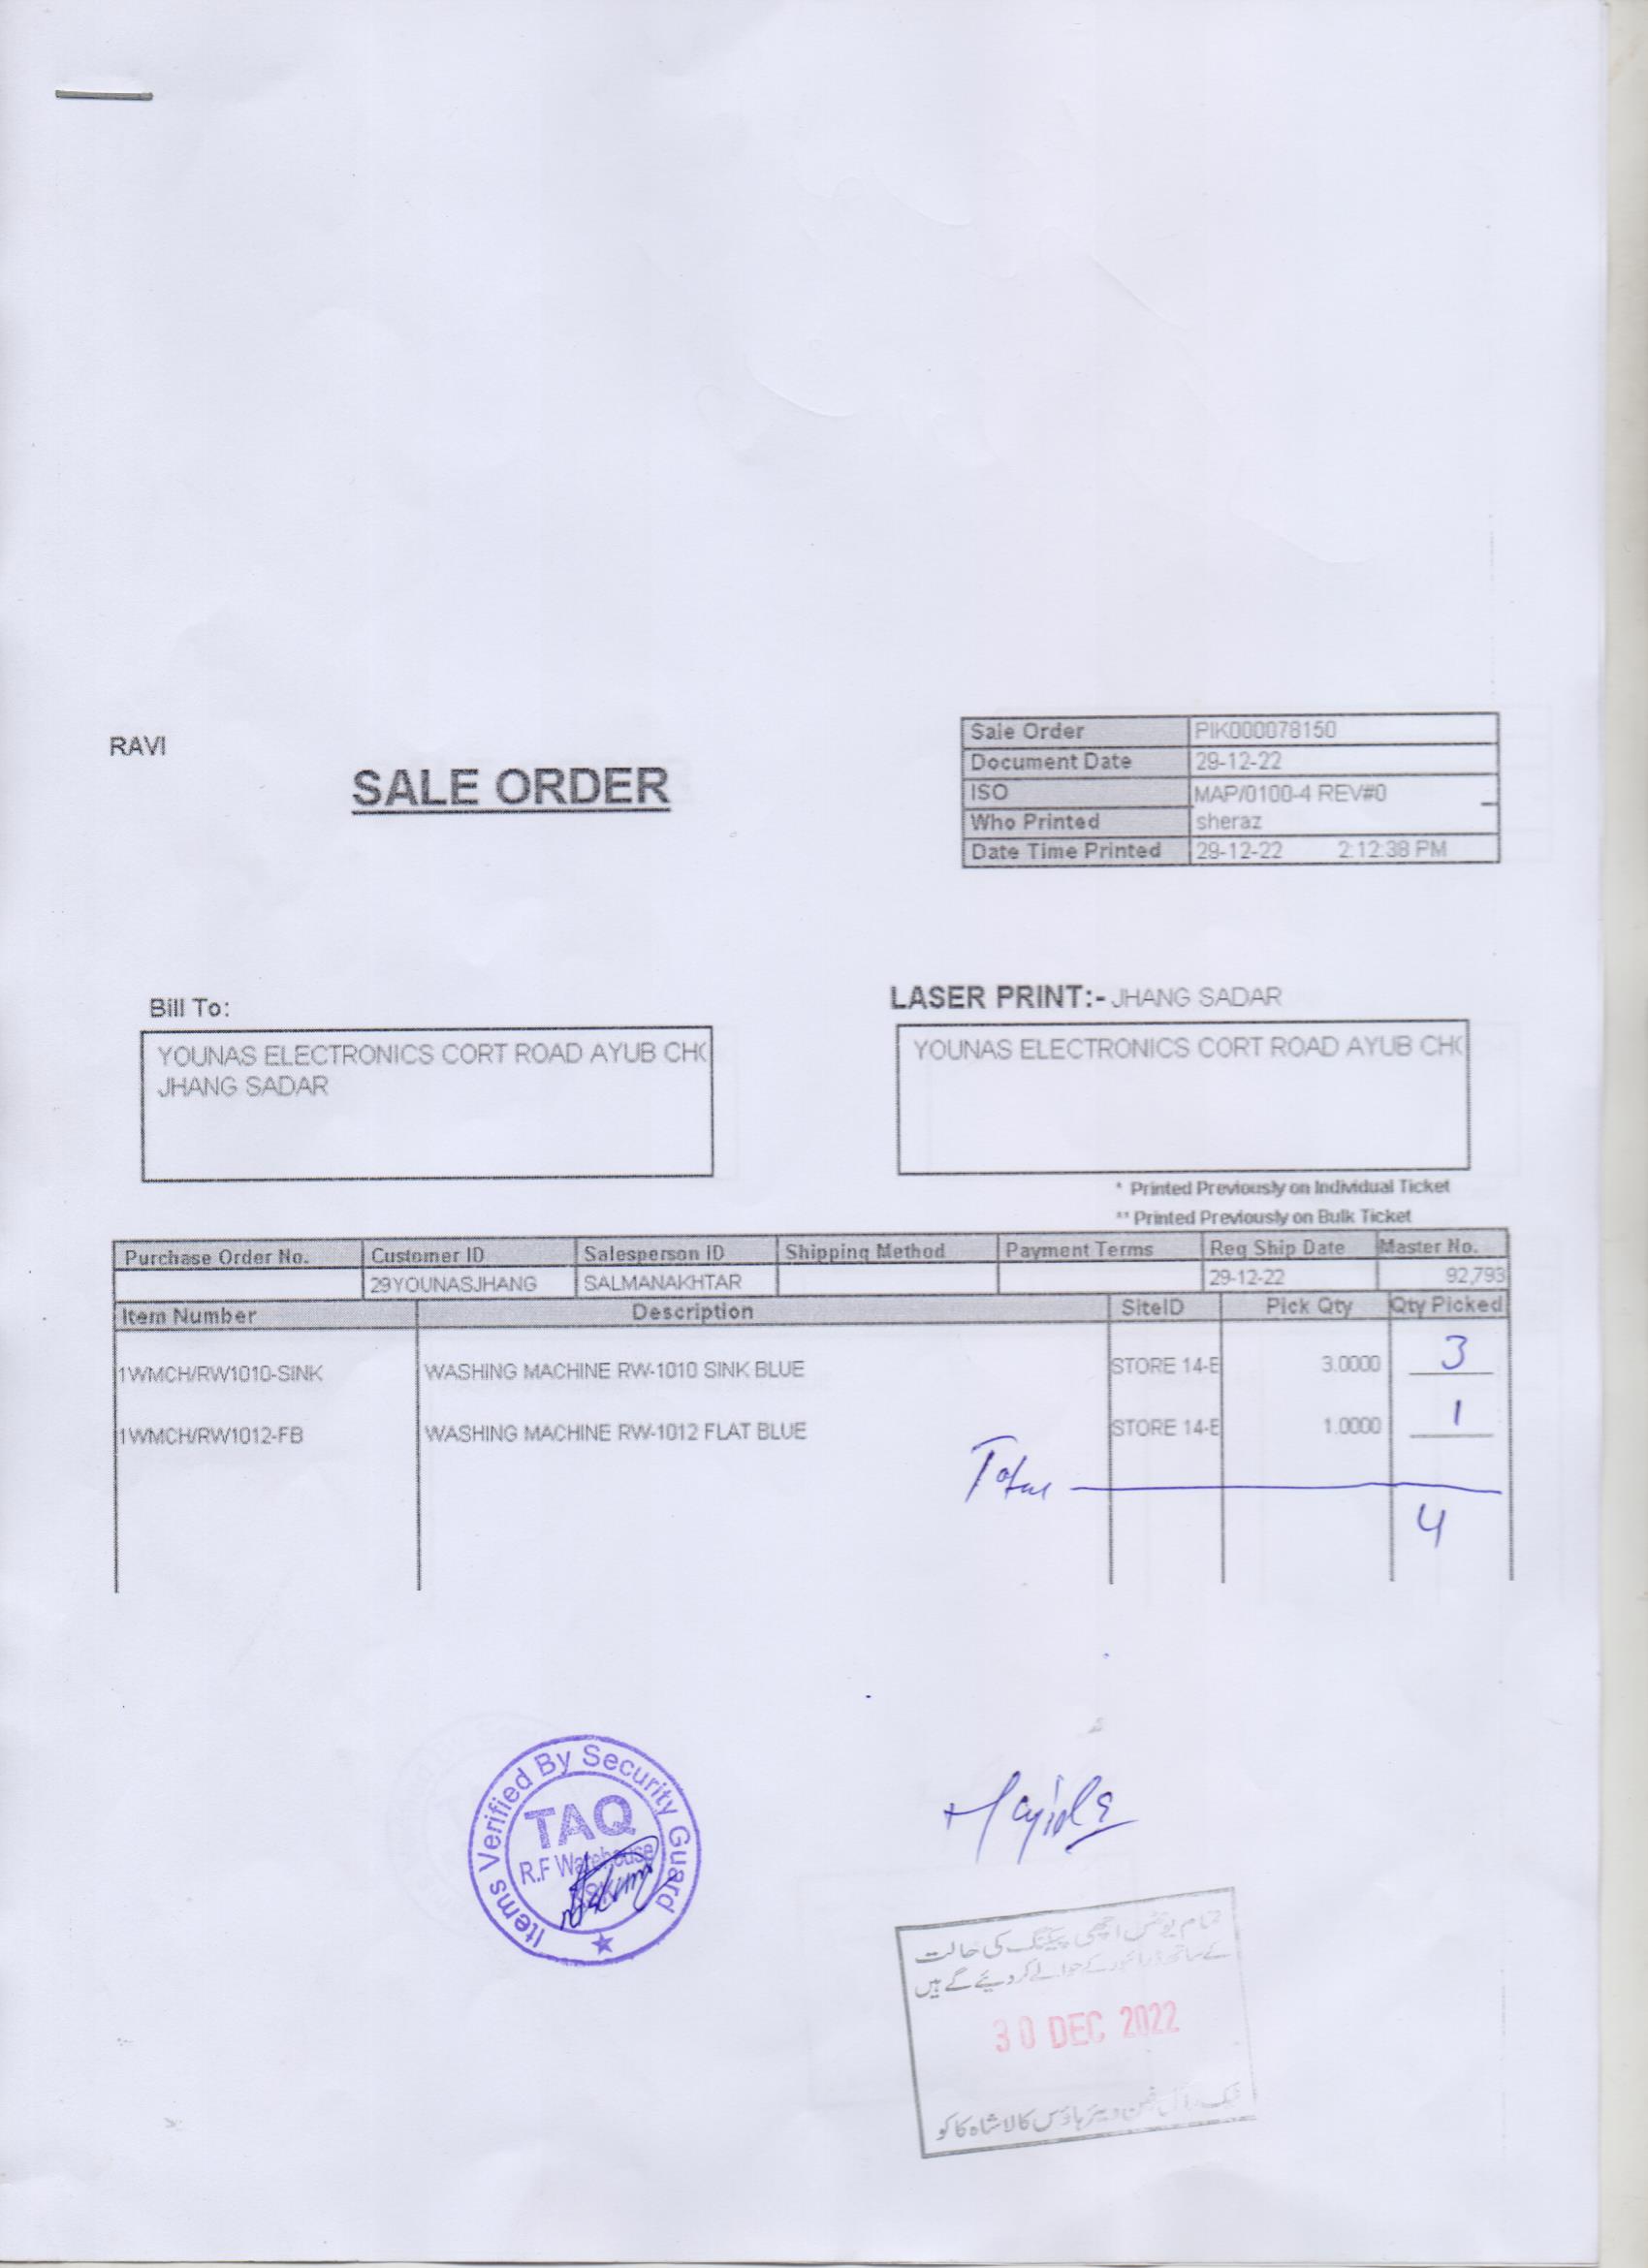 RAVI
SALE ORDER
Sale Order PIK000078150
Document Date 29-12-22
ISO MAP/0100-4 REV#0
Who Printed sheraz
Date Time Printed 29-12-22 2:12:38 PM
Bill To:
YOUNAS ELECTRONICS CORT ROAD AYUB CHO
JHANG SADAR
LASER PRINT:- JHANG SADAR
YOUNAS ELECTRONICS CORT ROAD AYUB CHO
* Printed Previously on Individual Ticket
** Printed Previously on Bulk Ticket
Purchase Order No. Customer ID Salesperson ID Shipping Method Payment Terms Req Ship Date Master No.
29YOUNASJHANG SALMANAKHTAR 29-12-22 92,793
Item Number Description SiteID Pick Qty Qty Picked
1WMCH/RW1010-SINK WASHING MACHINE RW-1010 SINK BLUE STORE 14-E 3.0000 3
1WMCH/RW1012-FB WASHING MACHINE RW-1012 FLAT BLUE STORE 14-E 1.0000 1
Total
4
Items Verified By Security Guard
TAQ
R.F Warehouse
تمام یونٹس اچھی پیکنگ کی حالت
کے ساتھ ڈرائیور کے حوالے کر دیئے گے ہیں
30 DEC 2022
ویئر ہاؤس کالا شاہ کاکو